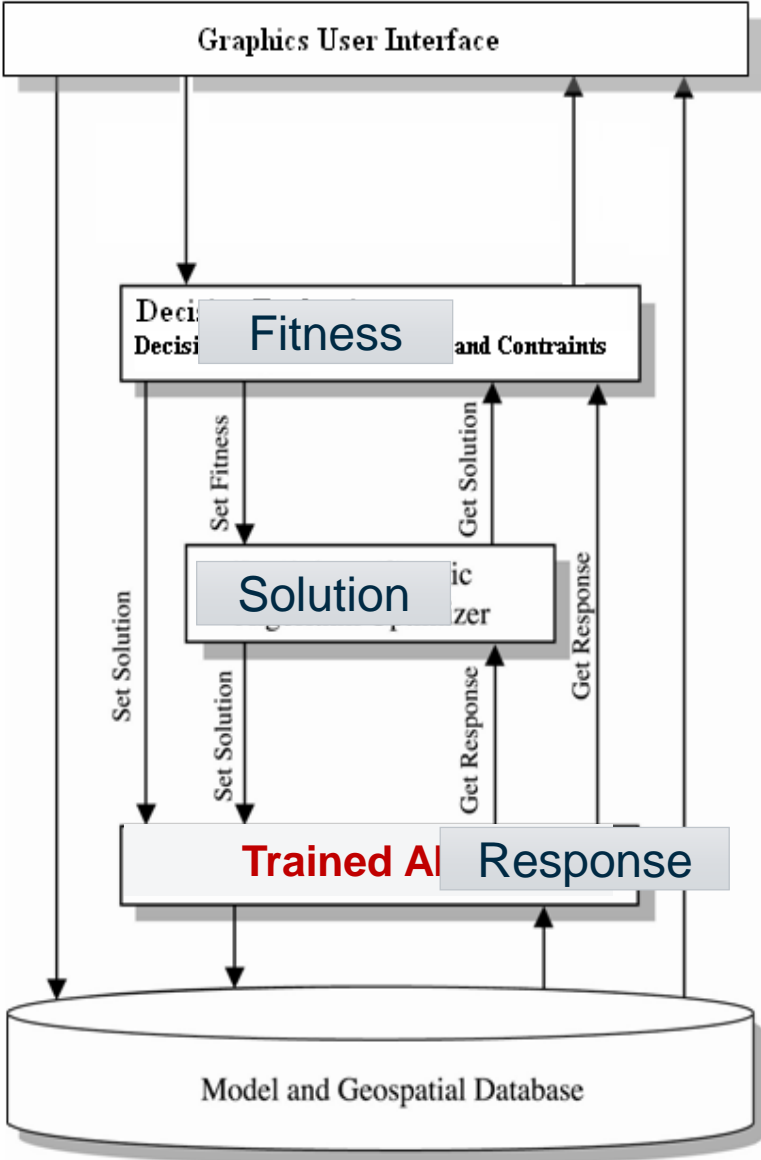 Graphics User Interface
Fitness
and Contraints
Set Fitness
Get Solution
Solution
Set Solution
Set Solution
Get Response
Get Response
Trained
Response
Model and Geospatial Database